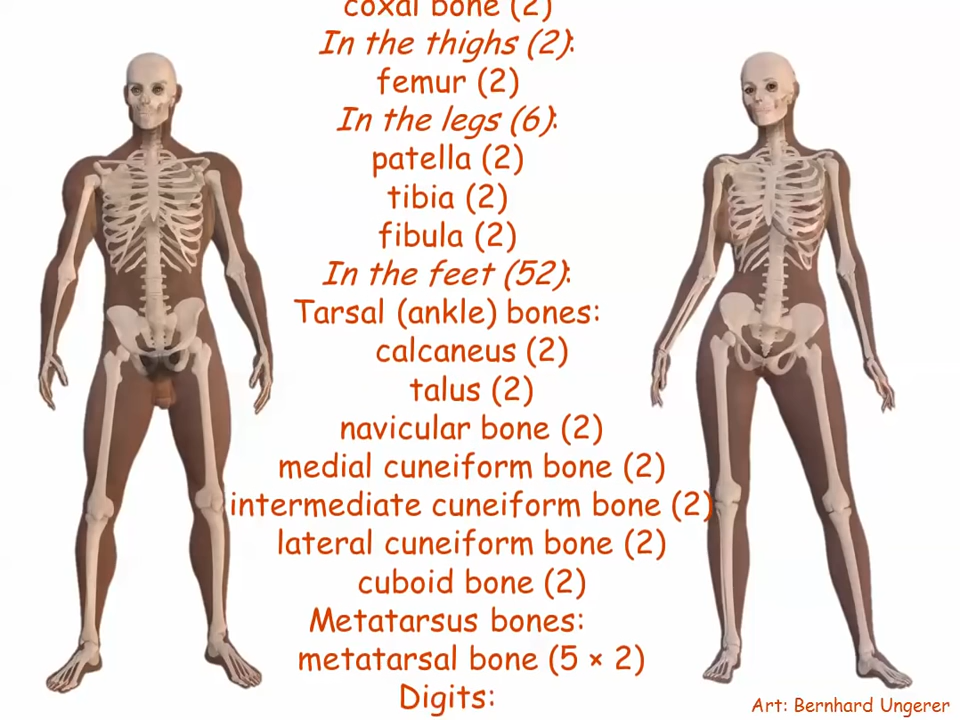 coxal bone (2)
In the thighs (2):
femur (2)
In the legs (6):
patella (2)
tibia (2)
fibula (2)
In the feet (52):
Tarsal (ankle) bones:
calcaneus (2)
talus (2)
navicular bone (2)
medial cuneiform bone (2)
intermediate cuneiform bone (2)
lateral cuneiform bone (2)
cuboid bone (2)
Metatarsus bones:
metatarsal bone (5 × 2)
Digits:
Art: Bernhard Ungerer